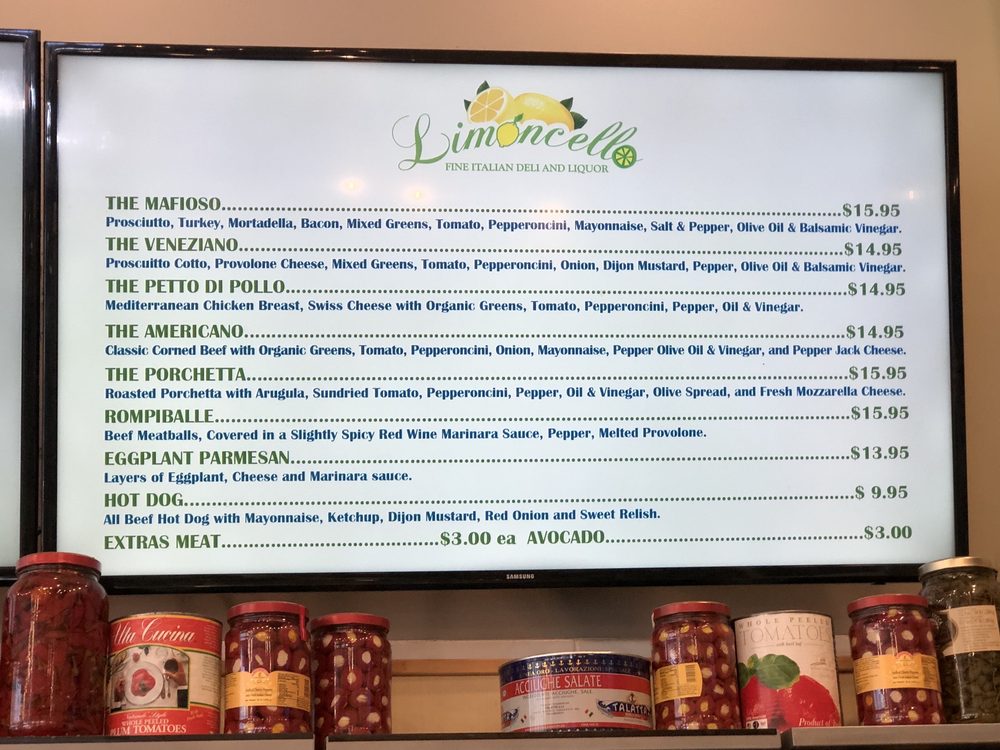 Limoncello
FINE ITALIAN DELI AND LIQUOR
THE MAFIOSO $15.95
Prosciutto, Turkey, Mortadella, Bacon, Mixed Greens, Tomato, Pepperoncini, Mayonnaise, Salt & Pepper, Olive Oil & Balsamic Vinegar.
THE VENEZIANO $14.95
Proscuitto Cotto, Provolone Cheese, Mixed Greens, Tomato, Pepperoncini, Onion, Dijon Mustard, Pepper, Olive Oil & Balsamic Vinegar.
THE PETTO DI POLLO $14.95
Mediterranean Chicken Breast, Swiss Cheese with Organic Greens, Tomato, Pepperoncini, Pepper, Oil & Vinegar.
THE AMERICANO $14.95
Classic Corned Beef with Organic Greens, Tomato, Pepperoncini, Onion, Mayonnaise, Pepper Olive Oil & Vinegar, and Pepper Jack Cheese.
THE PORCHETTA $15.95
Roasted Porchetta with Arugula, Sundried Tomato, Pepperoncini, Pepper, Oil & Vinegar, Olive Spread, and Fresh Mozzarella Cheese.
ROMPIBALLE $15.95
Beef Meatballs, Covered in a Slightly Spicy Red Wine Marinara Sauce, Pepper, Melted Provolone.
EGGPLANT PARMESAN $13.95
Layers of Eggplant, Cheese and Marinara sauce.
HOT DOG $ 9.95
All Beef Hot Dog with Mayonnaise, Ketchup, Dijon Mustard, Red Onion and Sweet Relish.
EXTRAS MEAT $3.00 ea AVOCADO $3.00
SAMSUNG
Cucina
WHOLE PEELED
PLUM TOMATOES
ACCIUGHE SALATE
TALATTA
WHOLE PEELED
TOMATOES
Product of